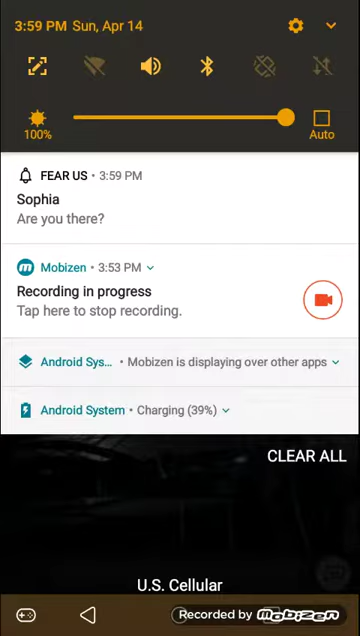 3:59 PM Sun, Apr 14
100%
Auto
FEAR US • 3:59 PM
Sophia
Are you there?
Mobizen • 3:53 PM
Recording in progress
Tap here to stop recording.
Android Sys... • Mobizen is displaying over other apps
Android System • Charging (39%)
CLEAR ALL
U.S. Cellular
Recorded by mobizen